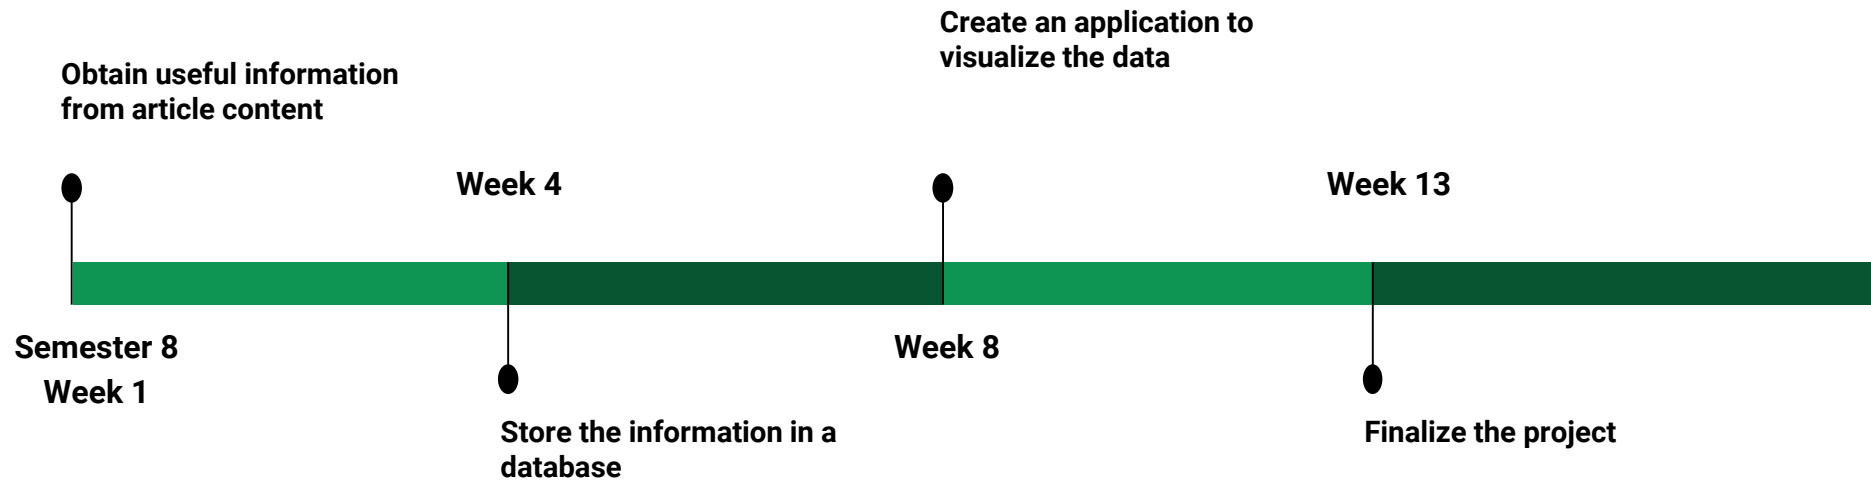 Create an application to
visualize the data
Obtain useful information
from article content
Week 4
Week 13
Semester 8
Week 1
Week 8
Store the information in a
database
Finalize the project